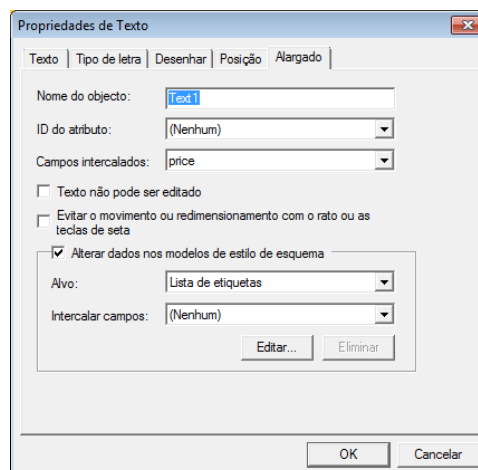 Propriedades de Texto
Texto Tipo de letra Desenhar Posição Alargado
Nome do objecto: Text1
ID do atributo: (Nenhum)
Campos intercalados: price
Texto não pode ser editado
Evitar o movimento ou redimensionamento com o rato ou as
teclas de seta
Alterar dados nos modelos de estilo de esquema
Alvo: Lista de etiquetas
Intercalar campos: (Nenhum)
Editar... Eliminar
OK Cancelar